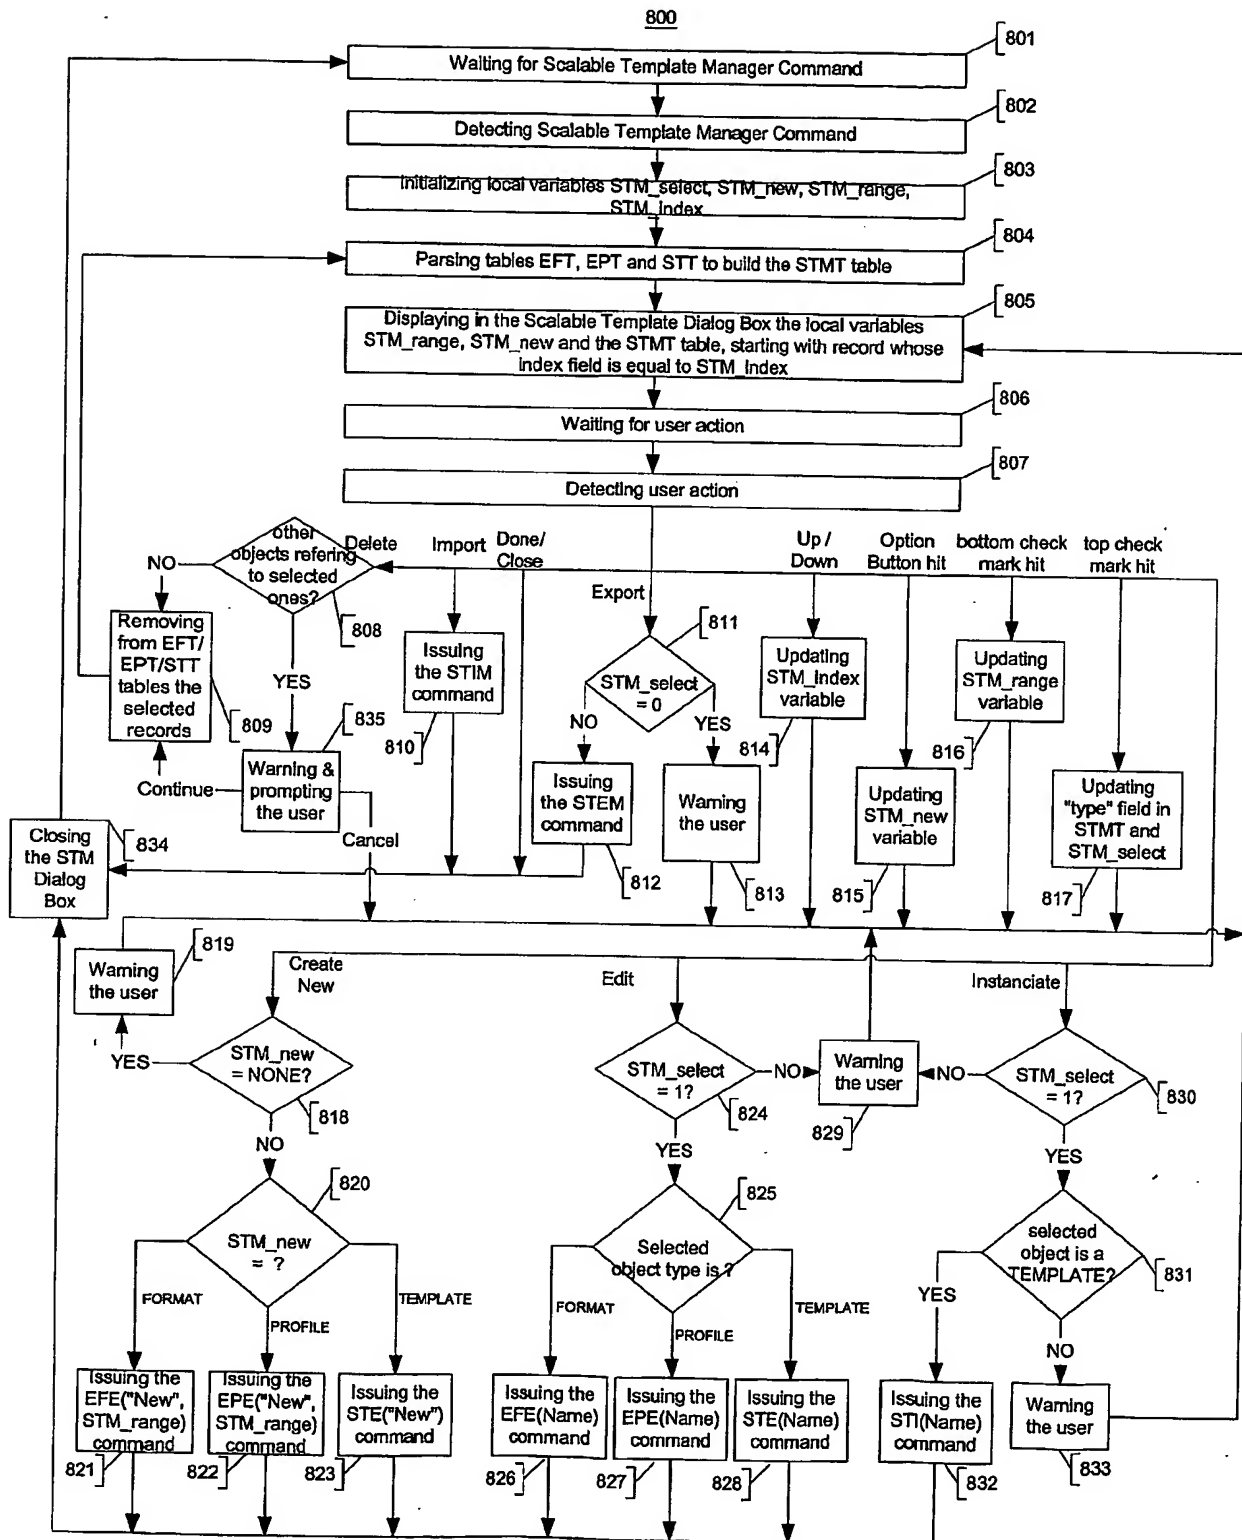 800
801
Waiting for Scalable Template Manager Command
802
Detecting Scalable Template Manager Command
803
Initializing local variables STM_select, STM_new, STM_range,
STM_Index
804
Parsing tables EFT, EPT and STT to build the STMT table
805
Displaying in the Scalable Template Dialog Box the local variables
STM_range, STM_new and the STMT table, starting with record whose
Index field is equal to STM_Index
806
Waiting for user action
807
Detecting user action
other
objects refering
to selected
ones?
808
Delete
Import
Done/
Close
Export
Up /
Down
Option
Button hit
bottom check
mark hit
top check
mark hit
NO
YES
Removing
from EFT/
EPT/STT
tables the
selected
records
809
Continue
835
Warning &
prompting
the user
Cancel
Issuing
the STIM
command
810
811
STM_select
= 0
NO
YES
Issuing
the STEM
command
812
Warning
the user
813
Updating
STM_Index
variable
814
Updating
STM_new
variable
815
Updating
STM_range
variable
816
Updating
"type" field in
STMT and
STM_select
817
Closing
the STM
Dialog
Box
834
819
Warning
the user
YES
Create
New
Edit
Instanciate
STM_new
= NONE?
818
NO
STM_select
= 1?
824
NO
YES
Warning
the user
829
NO
STM_select
= 1?
830
YES
820
STM_new
= ?
FORMAT
PROFILE
TEMPLATE
825
Selected
object type is ?
FORMAT
PROFILE
TEMPLATE
selected
object is a
TEMPLATE?
831
YES
NO
Issuing the
EFE("New",
STM_range)
command
821
Issuing the
EPE("New",
STM_range)
command
822
Issuing the
STE("New")
command
823
Issuing the
EFE(Name)
command
826
Issuing the
EPE(Name)
command
827
Issuing the
STE(Name)
command
828
Issuing the
STI(Name)
command
832
Warning
the user
833